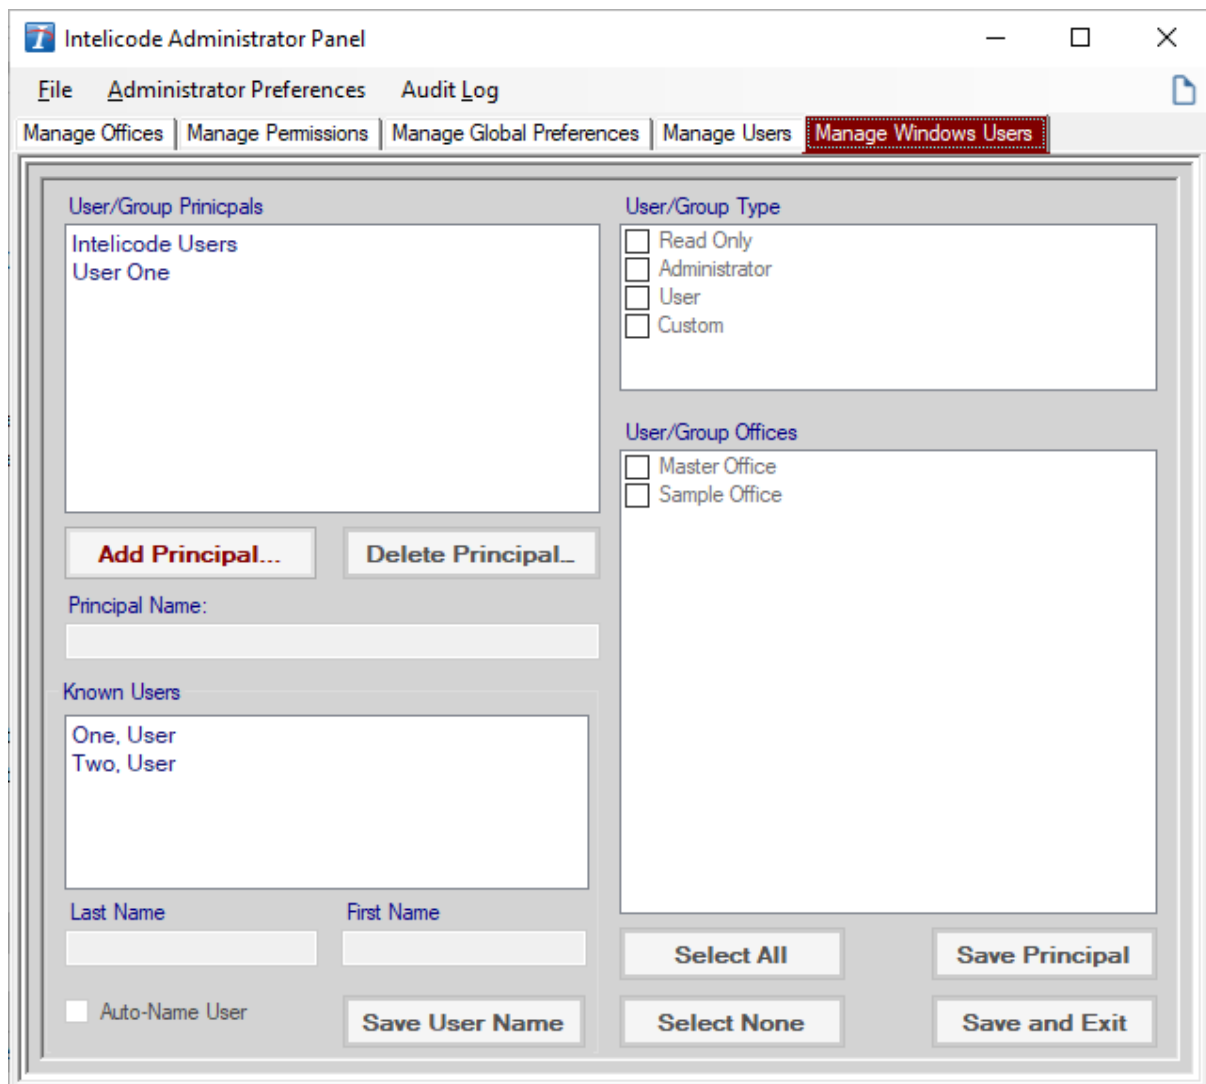 Intelicode Administrator Panel
File Administrator Preferences Audit Log
Manage Offices Manage Permissions Manage Global Preferences Manage Users Manage Windows Users
User/Group Prinicpals
Intelicode Users
User One
Add Principal... Delete Principal...
Principal Name:
Known Users
One, User
Two, User
Last Name First Name
Auto-Name User
Save User Name
User/Group Type
Read Only
Administrator
User
Custom
User/Group Offices
Master Office
Sample Office
Select All Save Principal
Select None Save and Exit